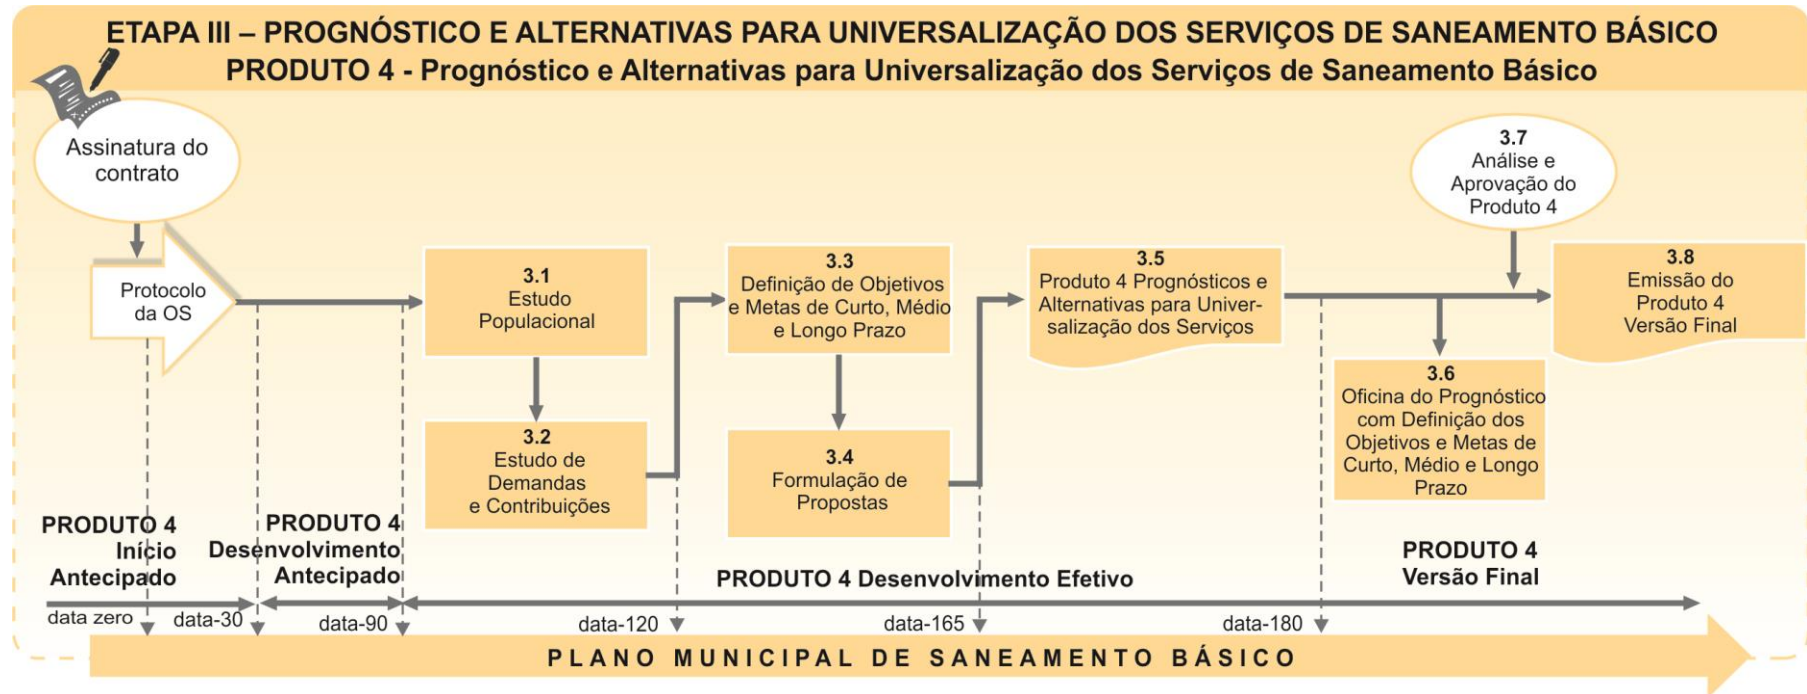 ETAPA III – PROGNÓSTICO E ALTERNATIVAS PARA UNIVERSALIZAÇÃO DOS SERVIÇOS DE SANEAMENTO BÁSICO
PRODUTO 4 - Prognóstico e Alternativas para Universalização dos Serviços de Saneamento Básico
Assinatura do
contrato
Protocolo
da OS
3.1
Estudo
Populacional
3.2
Estudo de
Demandas
e Contribuições
3.3
Definição de Objetivos
e Metas de Curto, Médio
e Longo Prazo
3.4
Formulação de
Propostas
3.5
Produto 4 Prognósticos e
Alternativas para Univer-
salização dos Serviços
3.6
Oficina do Prognóstico
com Definição dos
Objetivos e Metas de
Curto, Médio e Longo
Prazo
3.7
Análise e
Aprovação do
Produto 4
3.8
Emissão do
Produto 4
Versão Final
PRODUTO 4
Início
Antecipado
PRODUTO 4
Desenvolvimento
Antecipado
PRODUTO 4 Desenvolvimento Efetivo
PRODUTO 4
Versão Final
data zero
data-30
data-90
data-120
data-165
data-180
PLANO MUNICIPAL DE SANEAMENTO BÁSICO